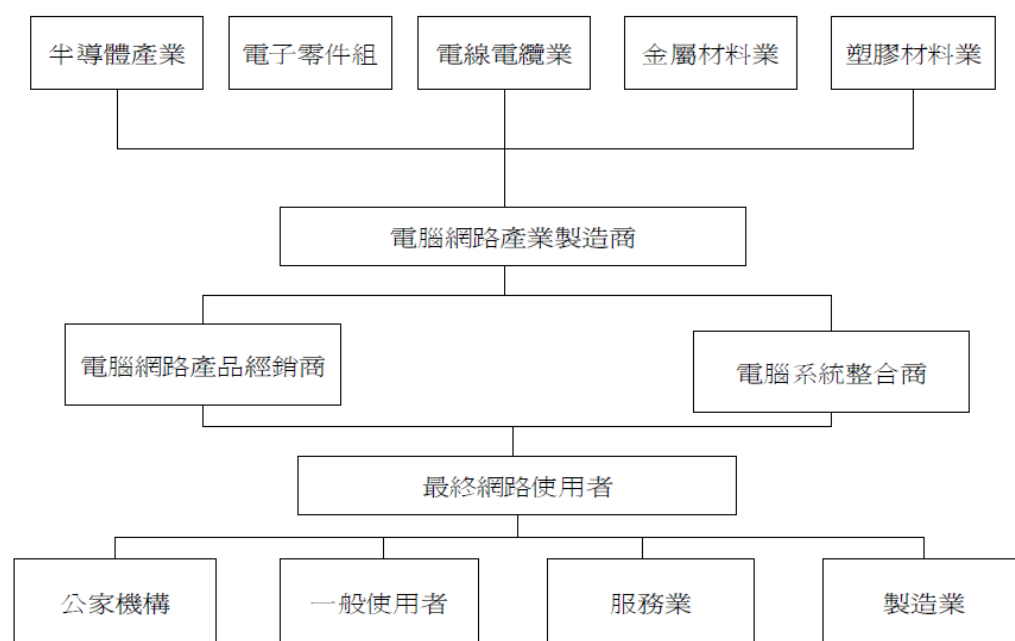 半導體產業
電子零件組
電線電纜業
金屬材料業
塑膠材料業
電腦網路產業製造商
電腦網路產品經銷商
電腦系統整合商
最終網路使用者
公家機構
一般使用者
服務業
製造業